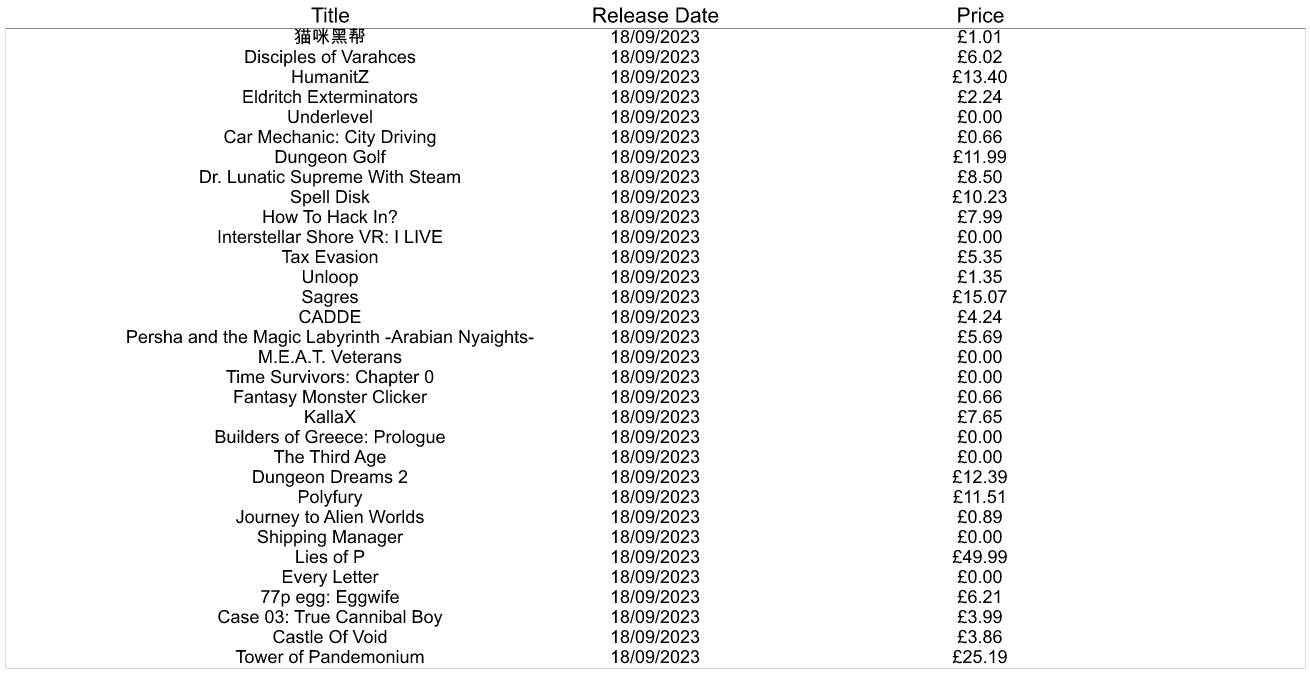 Title Release Date Price
猫咪黑帮 18/09/2023 £1.01
Disciples of Varahces 18/09/2023 £6.02
HumanitZ 18/09/2023 £13.40
Eldritch Exterminators 18/09/2023 £2.24
Underlevel 18/09/2023 £0.00
Car Mechanic: City Driving 18/09/2023 £0.66
Dungeon Golf 18/09/2023 £11.99
Dr. Lunatic Supreme With Steam 18/09/2023 £8.50
Spell Disk 18/09/2023 £10.23
How To Hack In? 18/09/2023 £7.99
Interstellar Shore VR: I LIVE 18/09/2023 £0.00
Tax Evasion 18/09/2023 £5.35
Unloop 18/09/2023 £1.35
Sagres 18/09/2023 £15.07
CADDE 18/09/2023 £4.24
Persha and the Magic Labyrinth -Arabian Nyaights- 18/09/2023 £5.69
M.E.A.T. Veterans 18/09/2023 £0.00
Time Survivors: Chapter 0 18/09/2023 £0.00
Fantasy Monster Clicker 18/09/2023 £0.66
KallaX 18/09/2023 £7.65
Builders of Greece: Prologue 18/09/2023 £0.00
The Third Age 18/09/2023 £0.00
Dungeon Dreams 2 18/09/2023 £12.39
Polyfury 18/09/2023 £11.51
Journey to Alien Worlds 18/09/2023 £0.89
Shipping Manager 18/09/2023 £0.00
Lies of P 18/09/2023 £49.99
Every Letter 18/09/2023 £0.00
77p egg: Eggwife 18/09/2023 £6.21
Case 03: True Cannibal Boy 18/09/2023 £3.99
Castle Of Void 18/09/2023 £3.86
Tower of Pandemonium 18/09/2023 £25.19